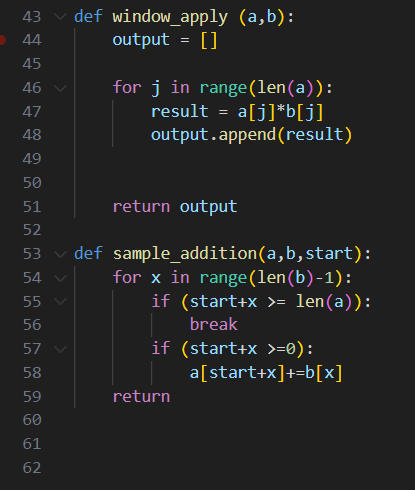 43 def window_apply (a,b):
44 output = []
45
46 for j in range(len(a)):
47 result = a[j]*b[j]
48 output.append(result)
49
50
51 return output
52
53 def sample_addition(a,b,start):
54 for x in range(len(b)-1):
55 if (start+x >= len(a)):
56 break
57 if (start+x >=0):
58 a[start+x]+=b[x]
59 return
60
61
62